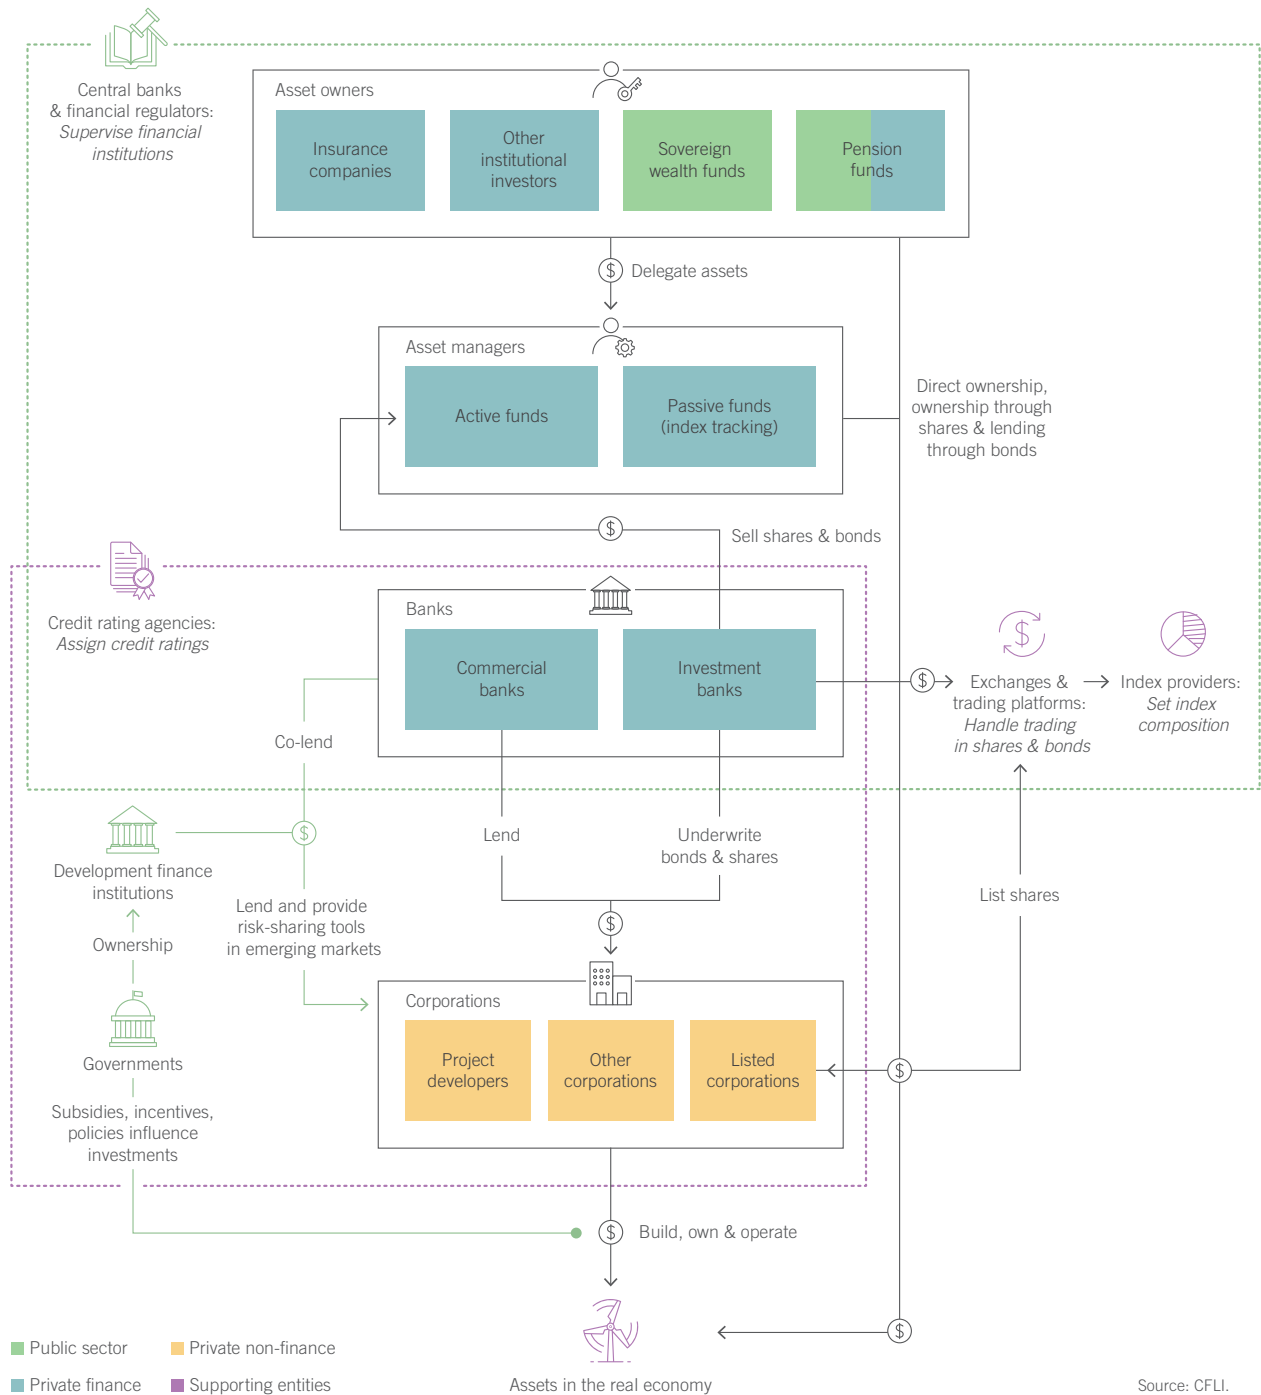 Central banks
& financial regulators:
Supervise financial
institutions
Asset owners
Insurance
companies
Other
institutional
investors
Sovereign
wealth funds
Pension
funds
$
Delegate assets
Asset managers
Active funds
Passive funds
(index tracking)
Direct ownership,
ownership through
shares & lending
through bonds
$
Sell shares & bonds
Credit rating agencies:
Assign credit ratings
Banks
Commercial
banks
Investment
banks
$
$
Exchanges &
trading platforms:
Handle trading
in shares & bonds
Index providers:
Set index
composition
Co-lend
$
Lend
Underwrite
bonds & shares
Development finance
institutions
Lend and provide
risk-sharing tools
in emerging markets
$
List shares
Ownership
Governments
Corporations
Project
developers
Other
corporations
Listed
corporations
$
Subsidies, incentives,
policies influence
investments
$
Build, own & operate
$
Assets in the real economy
Public sector
Private non-finance
Private finance
Supporting entities
Source: CFLI.